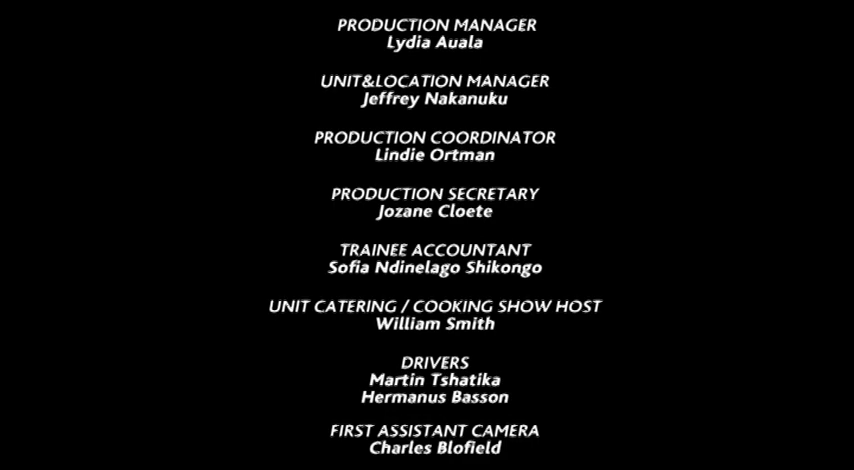 PRODUCTION MANAGER
Lydia Auala
UNIT&LOCATION MANAGER
Jeffrey Nakanuku
PRODUCTION COORDINATOR
Lindie Ortman
PRODUCTION SECRETARY
Jozane Cloete
TRAINEE ACCOUNTANT
Sofia Ndinelago Shikongo
UNIT CATERING / COOKING SHOW HOST
William Smith
DRIVERS
Martin Tshatika
Hermanus Basson
FIRST ASSISTANT CAMERA
Charles Blofield